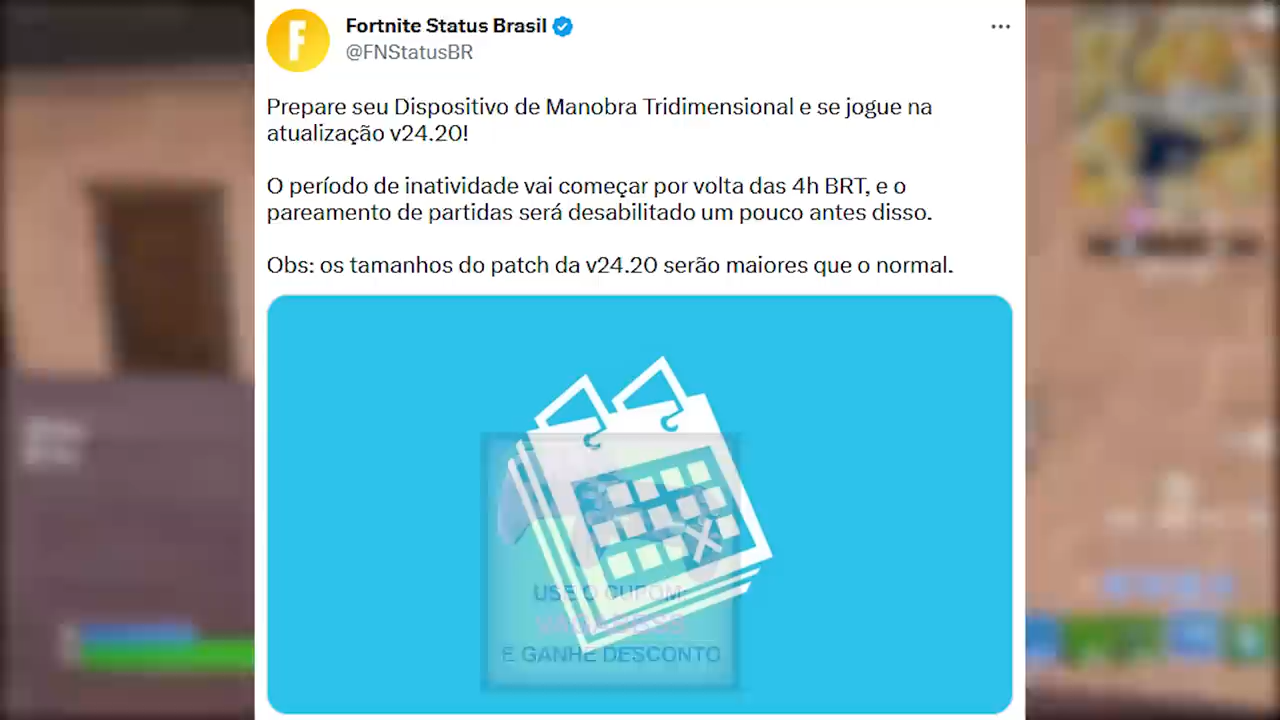 Fortnite Status Brasil
@FNStatusBR
Prepare seu Dispositivo de Manobra Tridimensional e se jogue na
atualização v24.20!
O período de inatividade vai começar por volta das 4h BRT, e o
pareamento de partidas será desabilitado um pouco antes disso.
Obs: os tamanhos do patch da v24.20 serão maiores que o normal.
USE O CUPOM:
E GANHE DESCONTO